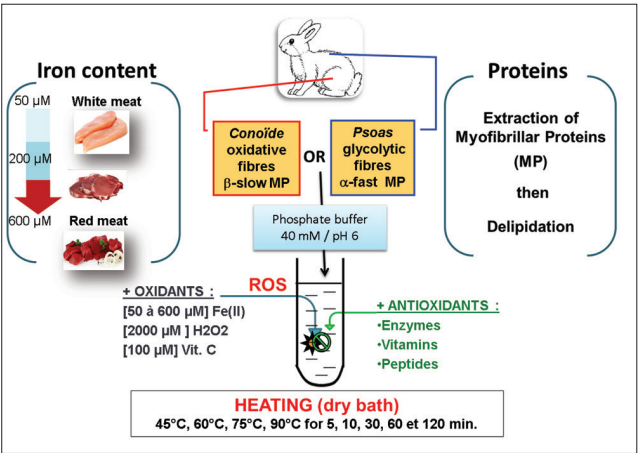 Iron content
50 µM
White meat
200 µM
600 µM
Red meat
Conoïde
oxidative
fibres
β-slow MP
OR
Psoas
glycolytic
fibres
α-fast MP
Phosphate buffer
40 mM / pH 6
Proteins
Extraction of
Myofibrillar Proteins
(MP)
then
Delipidation
+ OXIDANTS :
[50 à 600 µM] Fe(II)
[2000 µM ] H2O2
[100 µM] Vit. C
ROS
+ ANTIOXIDANTS :
•Enzymes
•Vitamins
•Peptides
HEATING (dry bath)
45°C, 60°C, 75°C, 90°C for 5, 10, 30, 60 et 120 min.